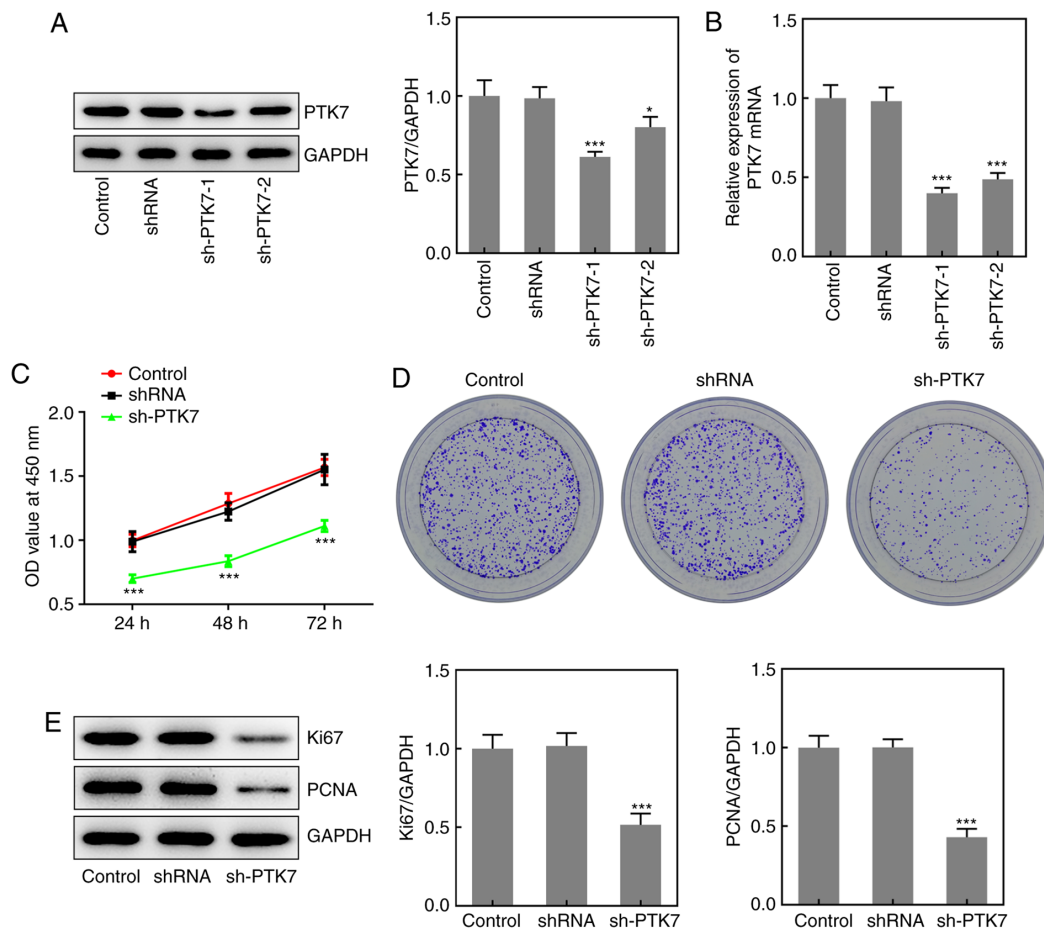 A
PTK7
GAPDH
Control
shRNA
sh-PTK7-1
sh-PTK7-2
PTK7/GAPDH
1.5
1.0
0.5
0.0
***
*
Control
shRNA
sh-PTK7-1
sh-PTK7-2
B
Relative expression of
PTK7 mRNA
1.5
1.0
0.5
0.0
***
***
Control
shRNA
sh-PTK7-1
sh-PTK7-2
C
Control
shRNA
sh-PTK7
OD value at 450 nm
2.0
1.5
1.0
0.5
***
***
***
24 h
48 h
72 h
D
Control
shRNA
sh-PTK7
E
Ki67
PCNA
GAPDH
Control
shRNA
sh-PTK7
Ki67/GAPDH
1.5
1.0
0.5
0.0
***
Control
shRNA
sh-PTK7
PCNA/GAPDH
1.5
1.0
0.5
0.0
***
Control
shRNA
sh-PTK7